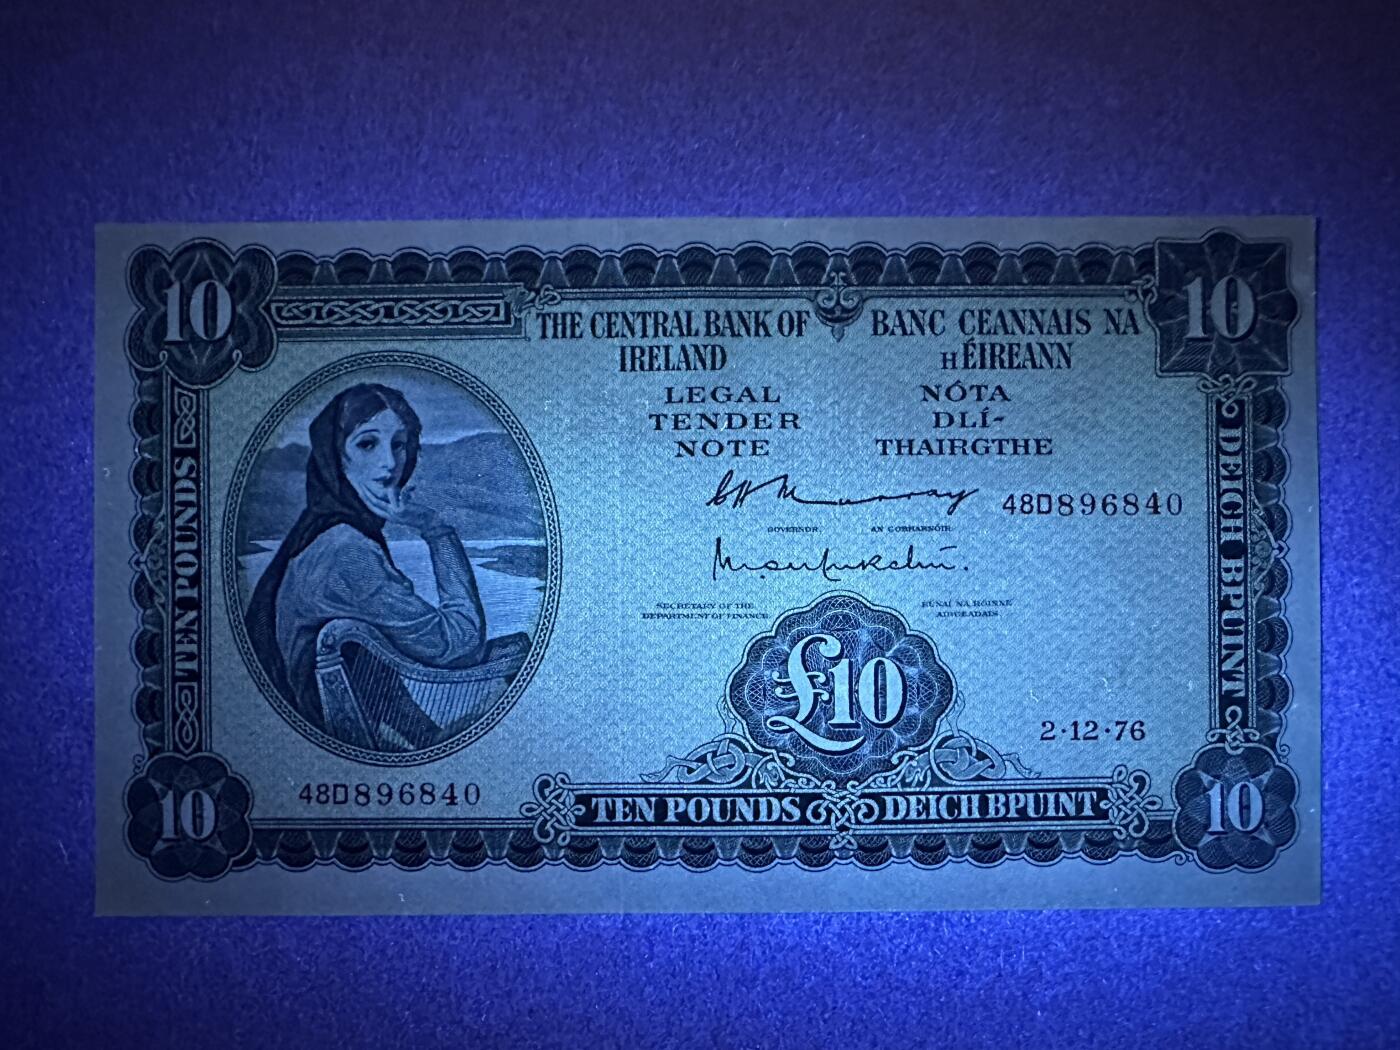 10
10
THE CENTRAL BANK OF
IRELAND
BANC CEANNAIS NA
hÉIREANN
LEGAL
TENDER
NOTE
NÓTA
DLÍ-
THAIRGTHE
TEN POUNDS
DEICH BPUINT
C H Murray
48D896840
GOVERNOR
AN GOBHARNÓIR
SECRETARY OF THE
DEPARTMENT OF FINANCE
RÚNAÍ NA ROINNE
AIRGEADAIS
£10
2·12·76
48D896840
10
TEN POUNDS
DEICH BPUINT
10